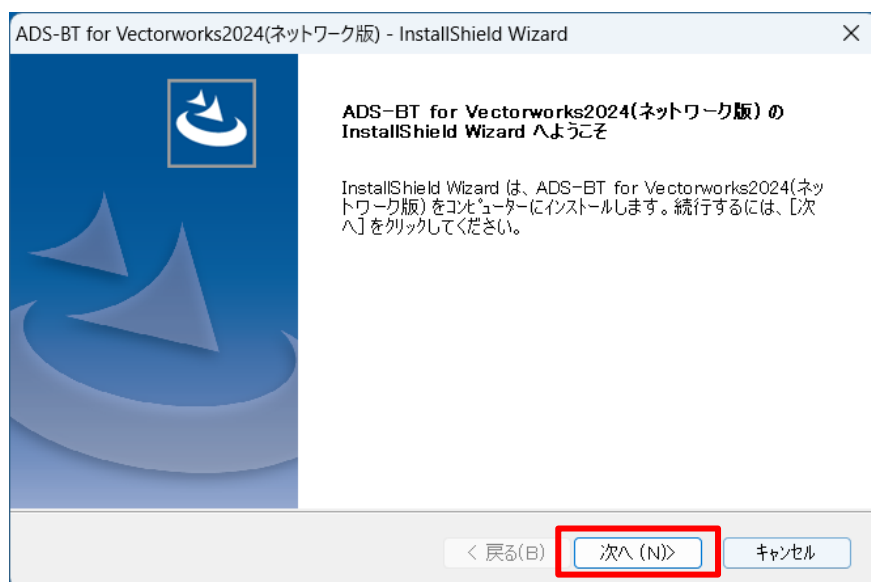 ADS-BT for Vectorworks2024(ネットワーク版) - InstallShield Wizard
ADS-BT for Vectorworks2024(ネットワーク版) の
InstallShield Wizard へようこそ
InstallShield Wizard は、ADS-BT for Vectorworks2024(ネッ
トワーク版) をコンピューターにインストールします。続行するには、[次
へ] をクリックしてください。
< 戻る(B)
次へ (N)>
キャンセル